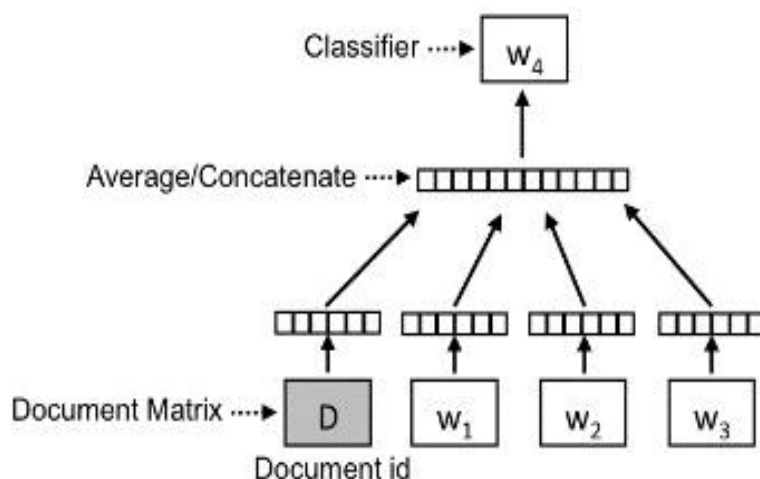 Classifier
w4
Average/Concatenate
Document Matrix
D
w1
w2
w3
Document id